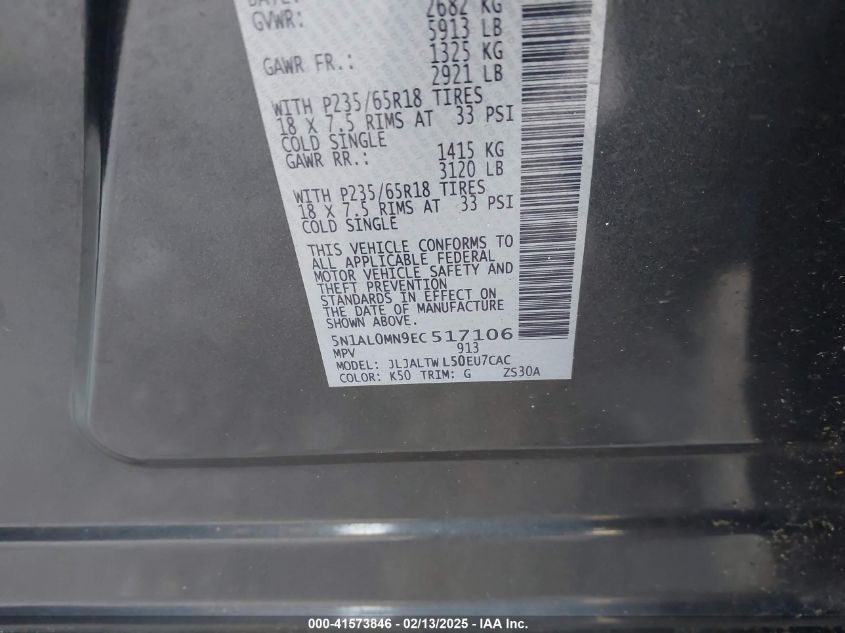 GVWR: 2682 KG
5913 LB
GAWR FR.: 1325 KG
2921 LB
WITH P235/65R18 TIRES
18 X 7.5 RIMS AT 33 PSI
COLD SINGLE
GAWR RR.: 1415 KG
3120 LB
WITH P235/65R18 TIRES
18 X 7.5 RIMS AT 33 PSI
COLD SINGLE
THIS VEHICLE CONFORMS TO
ALL APPLICABLE FEDERAL
MOTOR VEHICLE SAFETY AND
THEFT PREVENTION
STANDARDS IN EFFECT ON
THE DATE OF MANUFACTURE
SHOWN ABOVE.
5N1AL0MN9EC517106
MPV 913
MODEL: JLJALTWL50EU7CAC
COLOR: K50 TRIM: G ZS30A
000-41573846 - 02/13/2025 - IAA Inc.